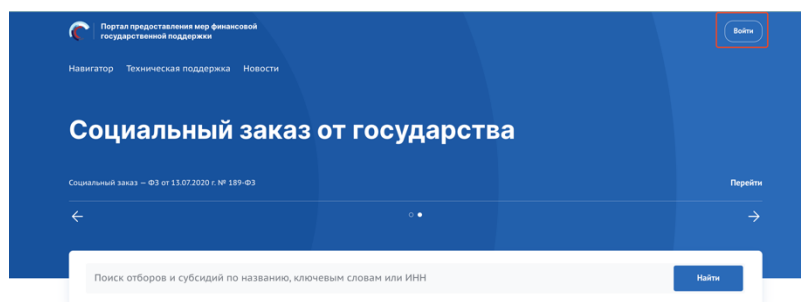 Портал предоставления мер финансовой
государственной поддержки
Войти
Навигатор Техническая поддержка Новости
Социальный заказ от государства
Социальный заказ — ФЗ от 13.07.2020 г. № 189-ФЗ
Перейти
Поиск отборов и субсидий по названию, ключевым словам или ИНН
Найти